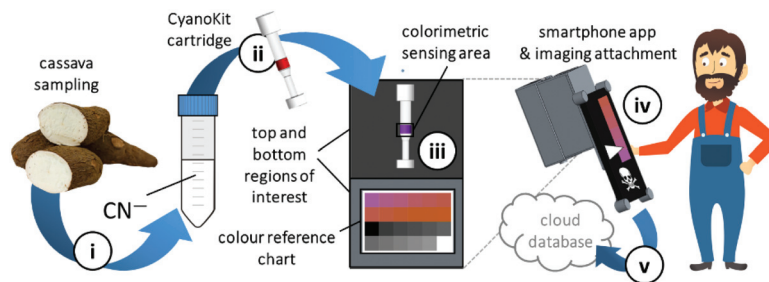 cassava
sampling
CN—
i
CyanoKit
cartridge
ii
colorimetric
sensing area
iii
top and
bottom
regions of
interest
colour reference
chart
smartphone app
& imaging attachment
iv
cloud
database
v